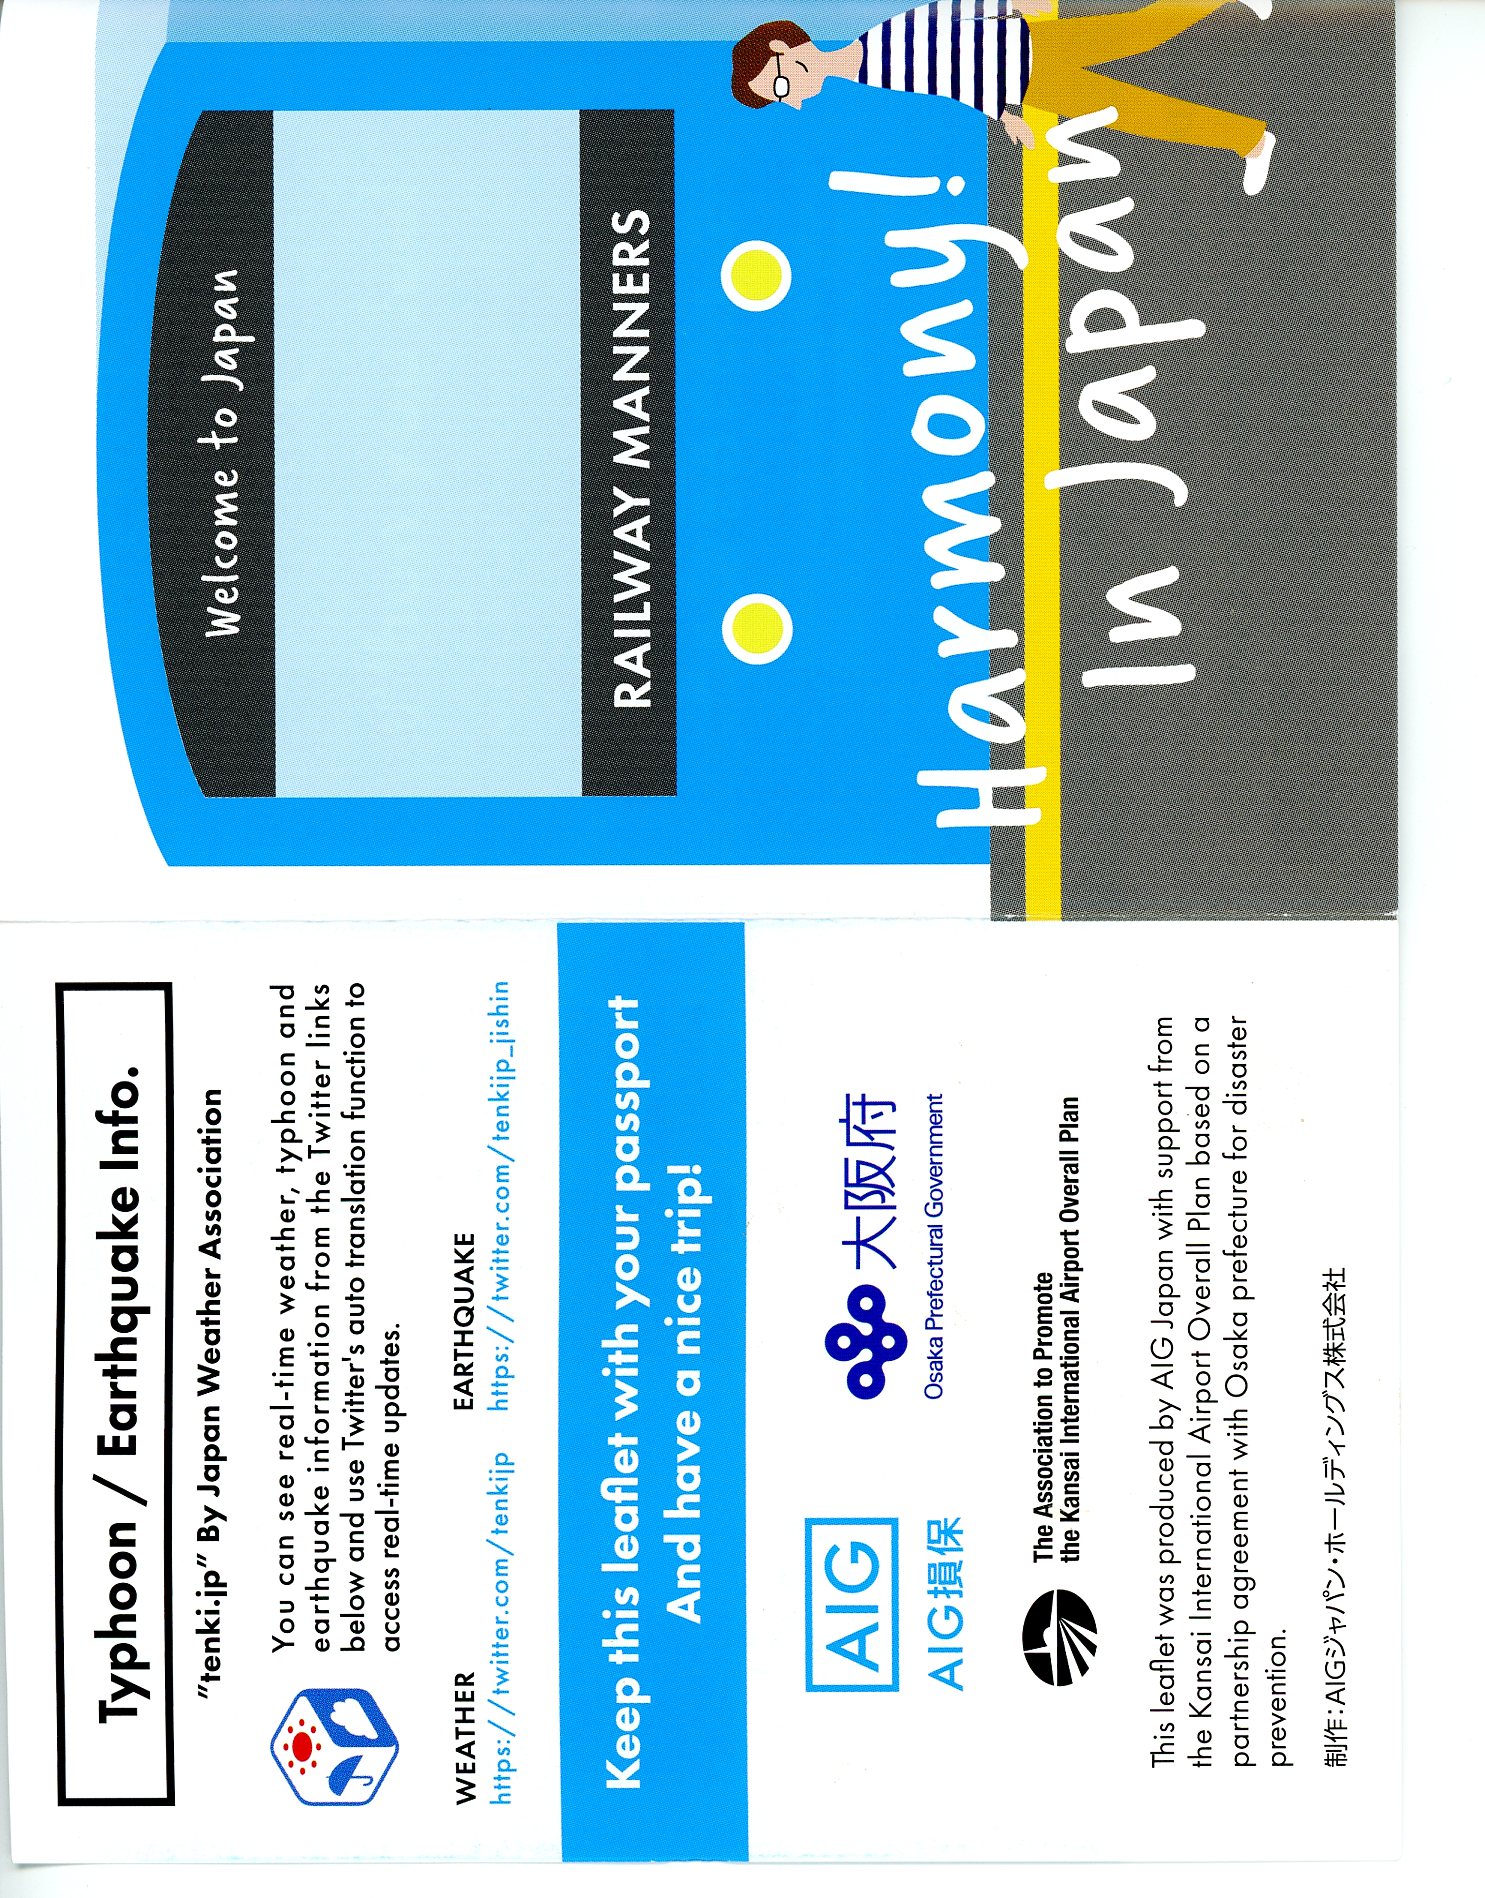 Typhoon / Earthquake Info.
"tenki.jp" By Japan Weather Association
You can see real-time weather, typhoon and
earthquake information from the Twitter links
below and use Twitter's auto translation function to
access real-time updates.
WEATHER
https://twitter.com/tenkijp
EARTHQUAKE
https://twitter.com/tenkijp_jishin
Keep this leaflet with your passport
And have a nice trip!
AIG
AIG損保
大阪府
Osaka Prefectural Government
The Association to Promote
the Kansai International Airport Overall Plan
This leaflet was produced by AIG Japan with support from
the Kansai International Airport Overall Plan based on a
partnership agreement with Osaka prefecture for disaster
prevention.
制作：AIGジャパン・ホールディングス株式会社
Welcome to Japan
RAILWAY MANNERS
Harmony!
In Japan